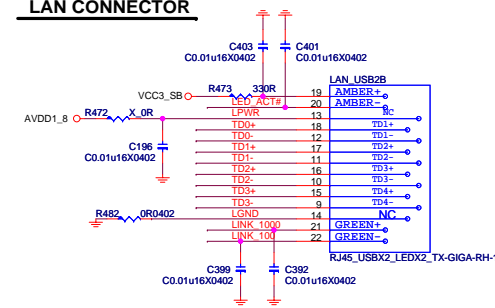 LAN CONNECTOR
C403
C0.01u16X0402
C401
C0.01u16X0402
VCC3_SB
R473
330R
LAN_USB2B
19
AMBER+
LED_ACT#
20
AMBER-
AVDD1_8
R472
X_0R
LPWR
13
NC
TD0+
18
TD1+
TD0-
12
TD1-
C196
C0.01u16X0402
TD1+
17
TD2+
TD1-
11
TD2-
TD2+
16
TD3+
TD2-
10
TD3-
TD3+
15
TD4+
TD3-
9
TD4-
R482
0R0402
LGND
14
NC
LINK_1000
21
GREEN+
LINK_100
22
GREEN-
RJ45_USBX2_LEDX2_TX-GIGA-RH-1
C399
C0.01u16X0402
C392
C0.01u16X0402